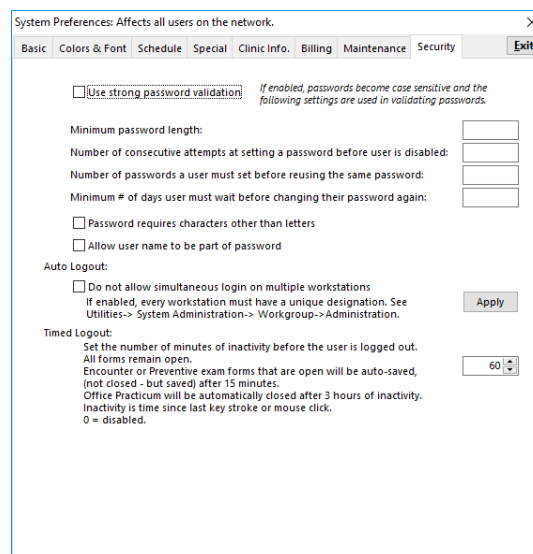 System Preferences: Affects all users on the network.
Basic Colors & Font Schedule Special Clinic Info. Billing Maintenance Security Exit
Use strong password validation
If enabled, passwords become case sensitive and the
following settings are used in validating passwords.
Minimum password length:
Number of consecutive attempts at setting a password before user is disabled:
Number of passwords a user must set before reusing the same password:
Minimum # of days user must wait before changing their password again:
Password requires characters other than letters
Allow user name to be part of password
Auto Logout:
Do not allow simultaneous login on multiple workstations
If enabled, every workstation must have a unique designation. See
Utilities-> System Administration-> Workgroup->Administration.
Apply
Timed Logout:
Set the number of minutes of inactivity before the user is logged out.
All forms remain open.
Encounter or Preventive exam forms that are open will be auto-saved,
(not closed - but saved) after 15 minutes.
Office Practicum will be automatically closed after 3 hours of inactivity.
Inactivity is time since last key stroke or mouse click.
0 = disabled.
60